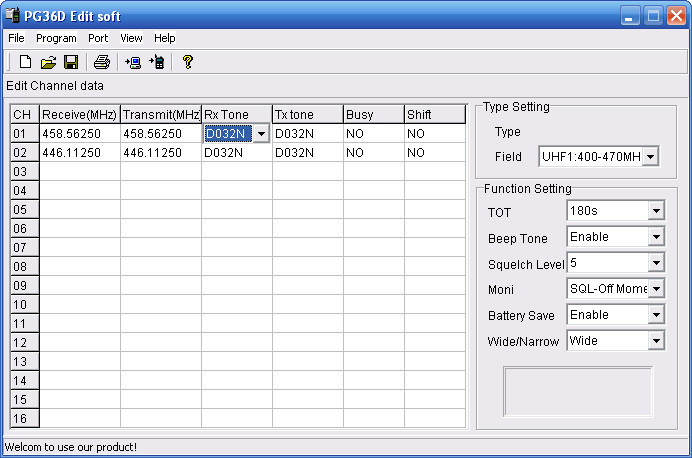 PG36D Edit soft
File Program Port View Help
Edit Channel data
CH Receive(MHz) Transmit(MHz) Rx Tone Tx tone Busy Shift
01 458.56250 458.56250 D032N D032N NO NO
02 446.11250 446.11250 D032N D032N NO NO
03
04
05
06
07
08
09
10
11
12
13
14
15
16
Type Setting
Type
Field UHF1:400-470MH
Function Setting
TOT 180s
Beep Tone Enable
Squelch Level 5
Moni SQL-Off Mome
Battery Save Enable
Wide/Narrow Wide
Welcom to use our product!